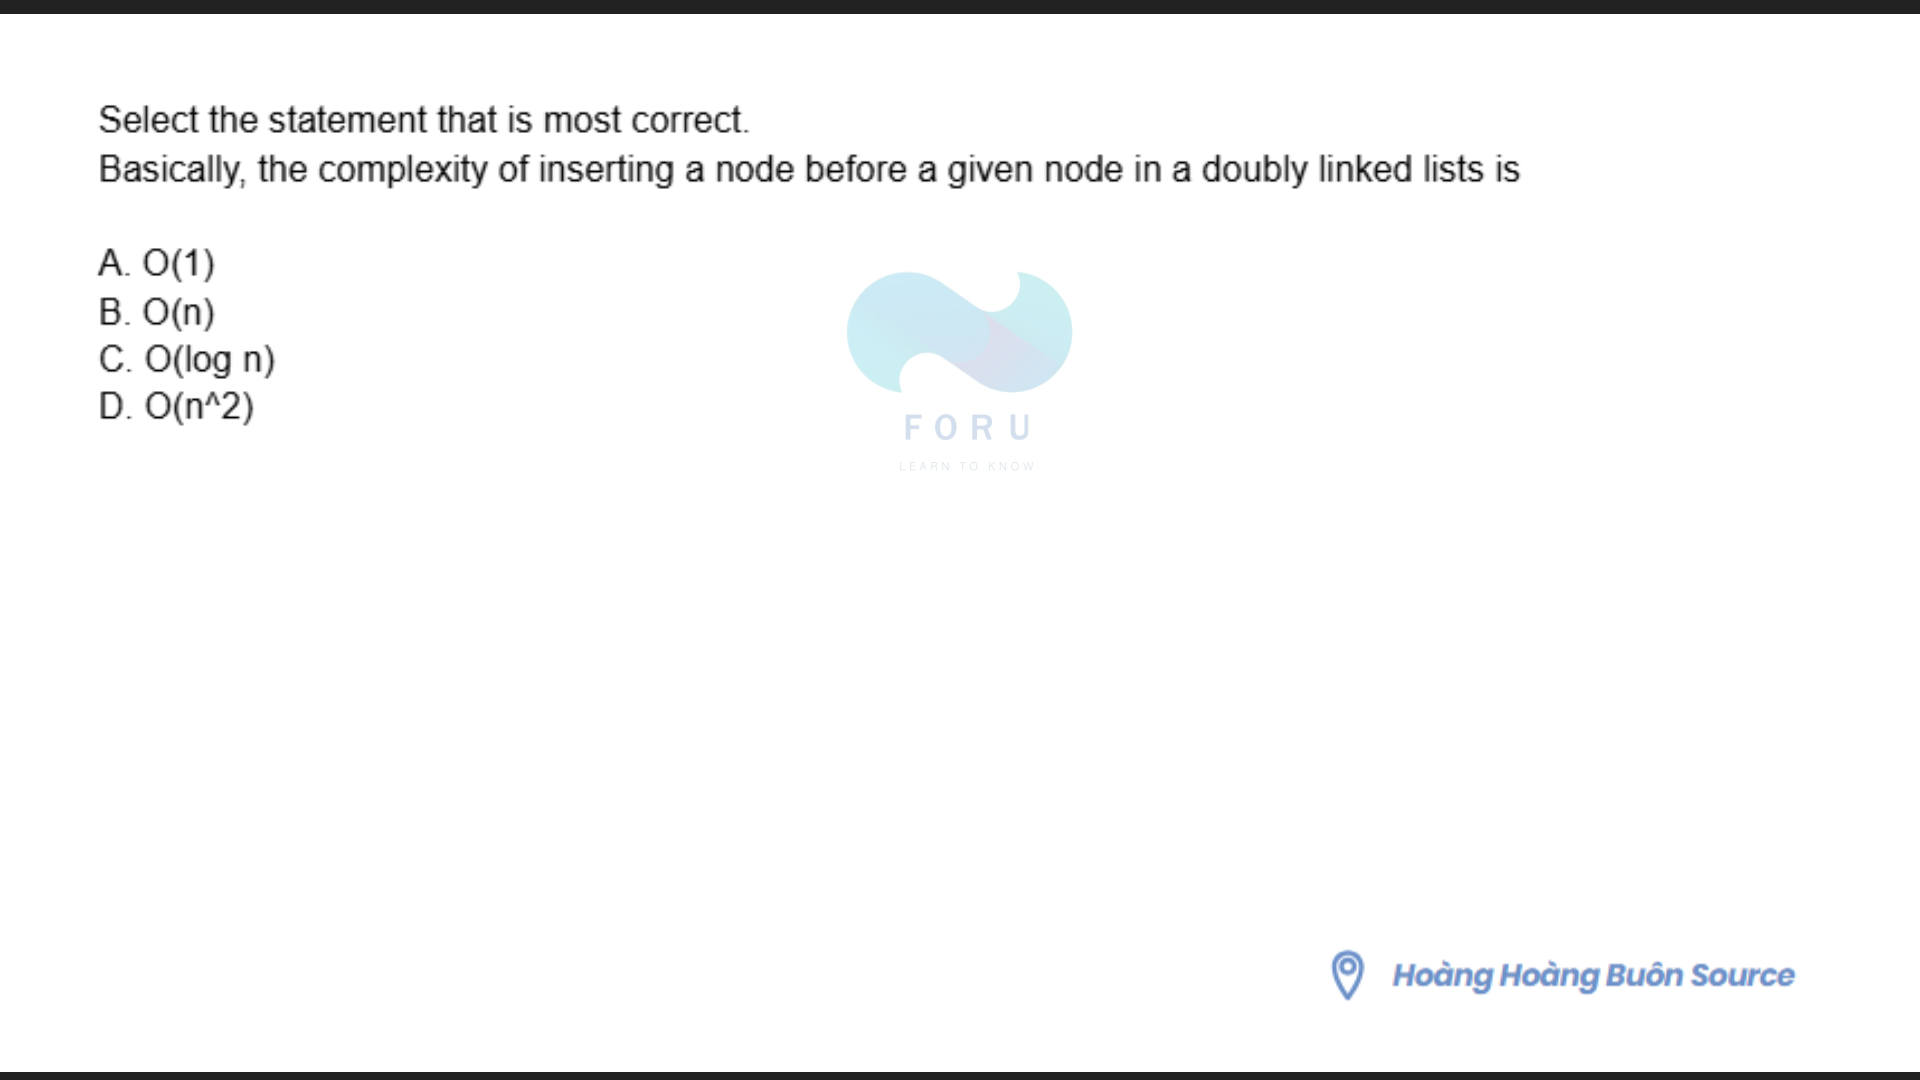 Select the statement that is most correct.
Basically, the complexity of inserting a node before a given node in a doubly linked lists is
A. O(1)
B. O(n)
C. O(log n)
D. O(n^2)
FORU
LEARN TO KNOW
Hoàng Hoàng Buôn Source